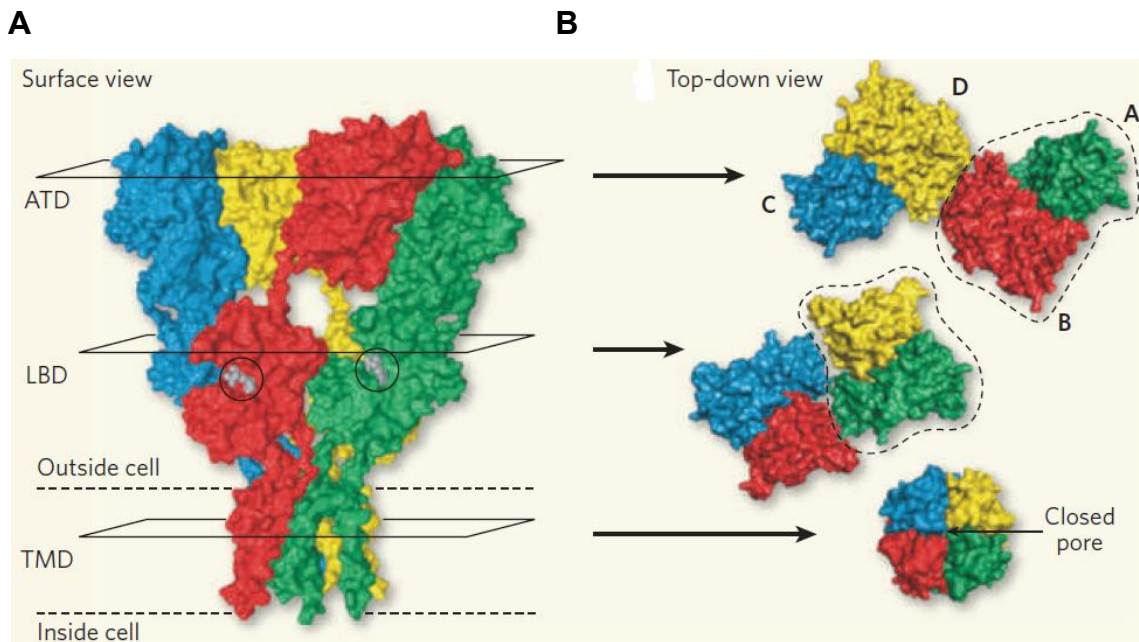 A
B
Surface view
Top-down view
D
A
ATD
C
B
LBD
Outside cell
Closed
pore
TMD
Inside cell